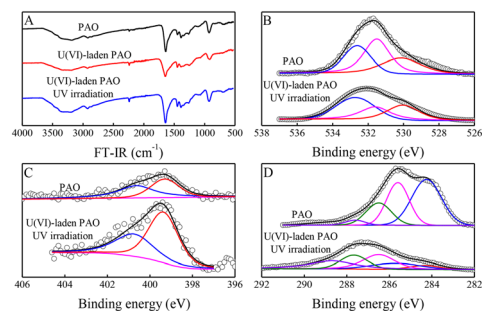 A
PAO
U(VI)-laden PAO
U(VI)-laden PAO
UV irradiation
4000 3500 3000 2500 2000 1500 1000 500
FT-IR (cm⁻¹)
B
PAO
U(VI)-laden PAO
UV irradiation
538 536 534 532 530 528 526
Binding energy (eV)
C
PAO
U(VI)-laden PAO
UV irradiation
406 404 402 400 398 396
Binding energy (eV)
D
PAO
U(VI)-laden PAO
UV irradiation
291 290 288 286 284 282
Binding energy (eV)